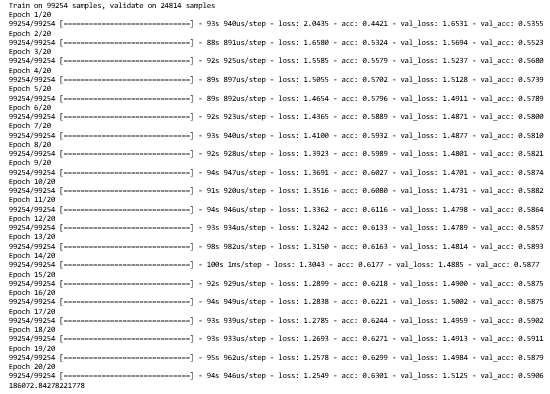 Train on 99254 samples, validate on 24814 samples
Epoch 1/20
99254/99254 [==============================] - 93s 940us/step - loss: 2.0435 - acc: 0.4421 - val_loss: 1.6531 - val_acc: 0.5355
Epoch 2/20
99254/99254 [==============================] - 88s 891us/step - loss: 1.6580 - acc: 0.5324 - val_loss: 1.5694 - val_acc: 0.5523
Epoch 3/20
99254/99254 [==============================] - 92s 925us/step - loss: 1.5585 - acc: 0.5579 - val_loss: 1.5237 - val_acc: 0.5680
Epoch 4/20
99254/99254 [==============================] - 89s 897us/step - loss: 1.5055 - acc: 0.5702 - val_loss: 1.5128 - val_acc: 0.5739
Epoch 5/20
99254/99254 [==============================] - 89s 892us/step - loss: 1.4654 - acc: 0.5796 - val_loss: 1.4911 - val_acc: 0.5789
Epoch 6/20
99254/99254 [==============================] - 92s 923us/step - loss: 1.4365 - acc: 0.5889 - val_loss: 1.4871 - val_acc: 0.5800
Epoch 7/20
99254/99254 [==============================] - 93s 940us/step - loss: 1.4100 - acc: 0.5932 - val_loss: 1.4877 - val_acc: 0.5810
Epoch 8/20
99254/99254 [==============================] - 92s 928us/step - loss: 1.3923 - acc: 0.5989 - val_loss: 1.4801 - val_acc: 0.5821
Epoch 9/20
99254/99254 [==============================] - 94s 947us/step - loss: 1.3691 - acc: 0.6027 - val_loss: 1.4701 - val_acc: 0.5874
Epoch 10/20
99254/99254 [==============================] - 91s 920us/step - loss: 1.3516 - acc: 0.6080 - val_loss: 1.4731 - val_acc: 0.5882
Epoch 11/20
99254/99254 [==============================] - 94s 946us/step - loss: 1.3362 - acc: 0.6116 - val_loss: 1.4798 - val_acc: 0.5864
Epoch 12/20
99254/99254 [==============================] - 93s 934us/step - loss: 1.3242 - acc: 0.6133 - val_loss: 1.4789 - val_acc: 0.5857
Epoch 13/20
99254/99254 [==============================] - 98s 982us/step - loss: 1.3150 - acc: 0.6163 - val_loss: 1.4814 - val_acc: 0.5893
Epoch 14/20
99254/99254 [==============================] - 100s 1ms/step - loss: 1.3043 - acc: 0.6177 - val_loss: 1.4885 - val_acc: 0.5877
Epoch 15/20
99254/99254 [==============================] - 92s 929us/step - loss: 1.2899 - acc: 0.6218 - val_loss: 1.4900 - val_acc: 0.5875
Epoch 16/20
99254/99254 [==============================] - 94s 949us/step - loss: 1.2838 - acc: 0.6221 - val_loss: 1.5002 - val_acc: 0.5875
Epoch 17/20
99254/99254 [==============================] - 93s 939us/step - loss: 1.2785 - acc: 0.6244 - val_loss: 1.4959 - val_acc: 0.5902
Epoch 18/20
99254/99254 [==============================] - 93s 933us/step - loss: 1.2693 - acc: 0.6271 - val_loss: 1.4913 - val_acc: 0.5911
Epoch 19/20
99254/99254 [==============================] - 95s 962us/step - loss: 1.2578 - acc: 0.6299 - val_loss: 1.4984 - val_acc: 0.5879
Epoch 20/20
99254/99254 [==============================] - 94s 946us/step - loss: 1.2549 - acc: 0.6301 - val_loss: 1.5125 - val_acc: 0.5906
186072.84278221778